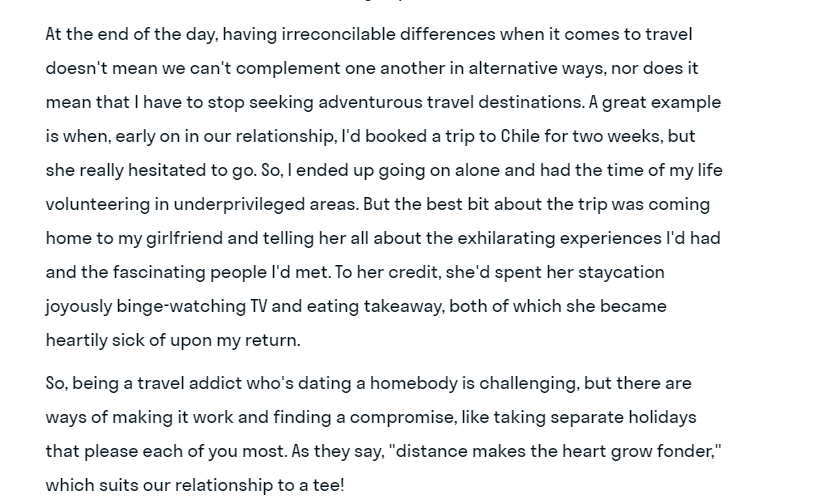 At the end of the day, having irreconcilable differences when it comes to travel
doesn't mean we can't complement one another in alternative ways, nor does it
mean that I have to stop seeking adventurous travel destinations. A great example
is when, early on in our relationship, I'd booked a trip to Chile for two weeks, but
she really hesitated to go. So, I ended up going on alone and had the time of my life
volunteering in underprivileged areas. But the best bit about the trip was coming
home to my girlfriend and telling her all about the exhilarating experiences I'd had
and the fascinating people I'd met. To her credit, she'd spent her staycation
joyously binge-watching TV and eating takeaway, both of which she became
heartily sick of upon my return.
So, being a travel addict who's dating a homebody is challenging, but there are
ways of making it work and finding a compromise, like taking separate holidays
that please each of you most. As they say, "distance makes the heart grow fonder,"
which suits our relationship to a tee!